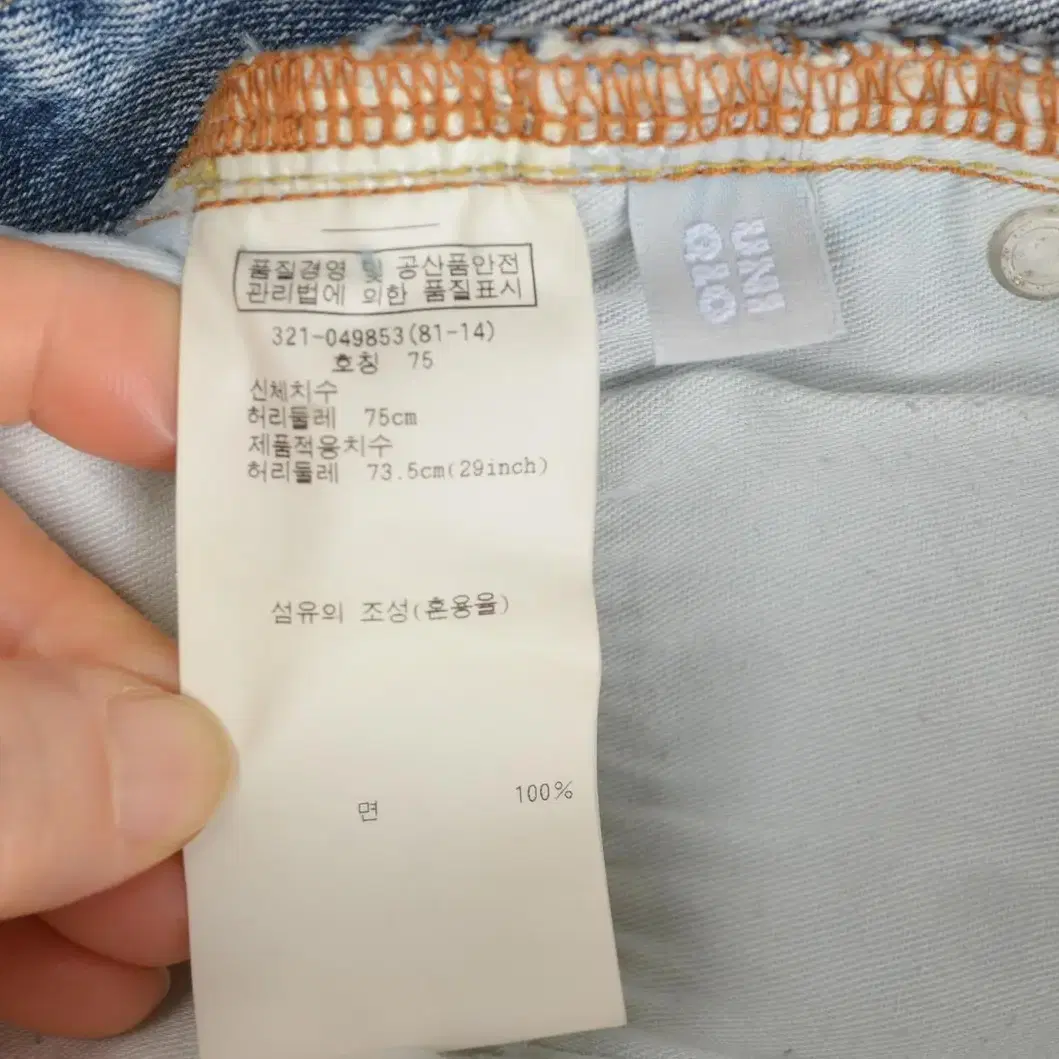 품질경영 및 공산품안전
관리법에 의한 품질표시
321-049853(81-14)
호칭 75
신체치수
허리둘레 75cm
제품적용치수
허리둘레 73.5cm(29inch)
섬유의 조성(혼용율)
면 100%